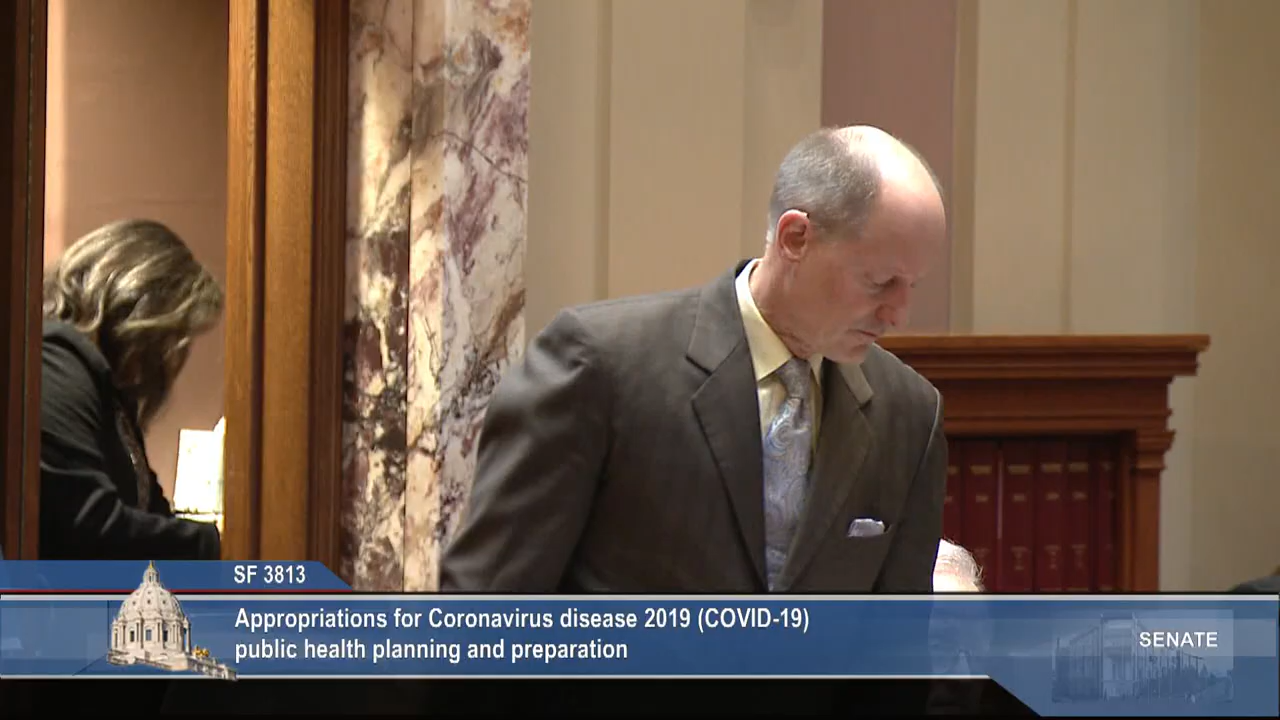 SF 3813
Appropriations for Coronavirus disease 2019 (COVID-19)
public health planning and preparation
SENATE